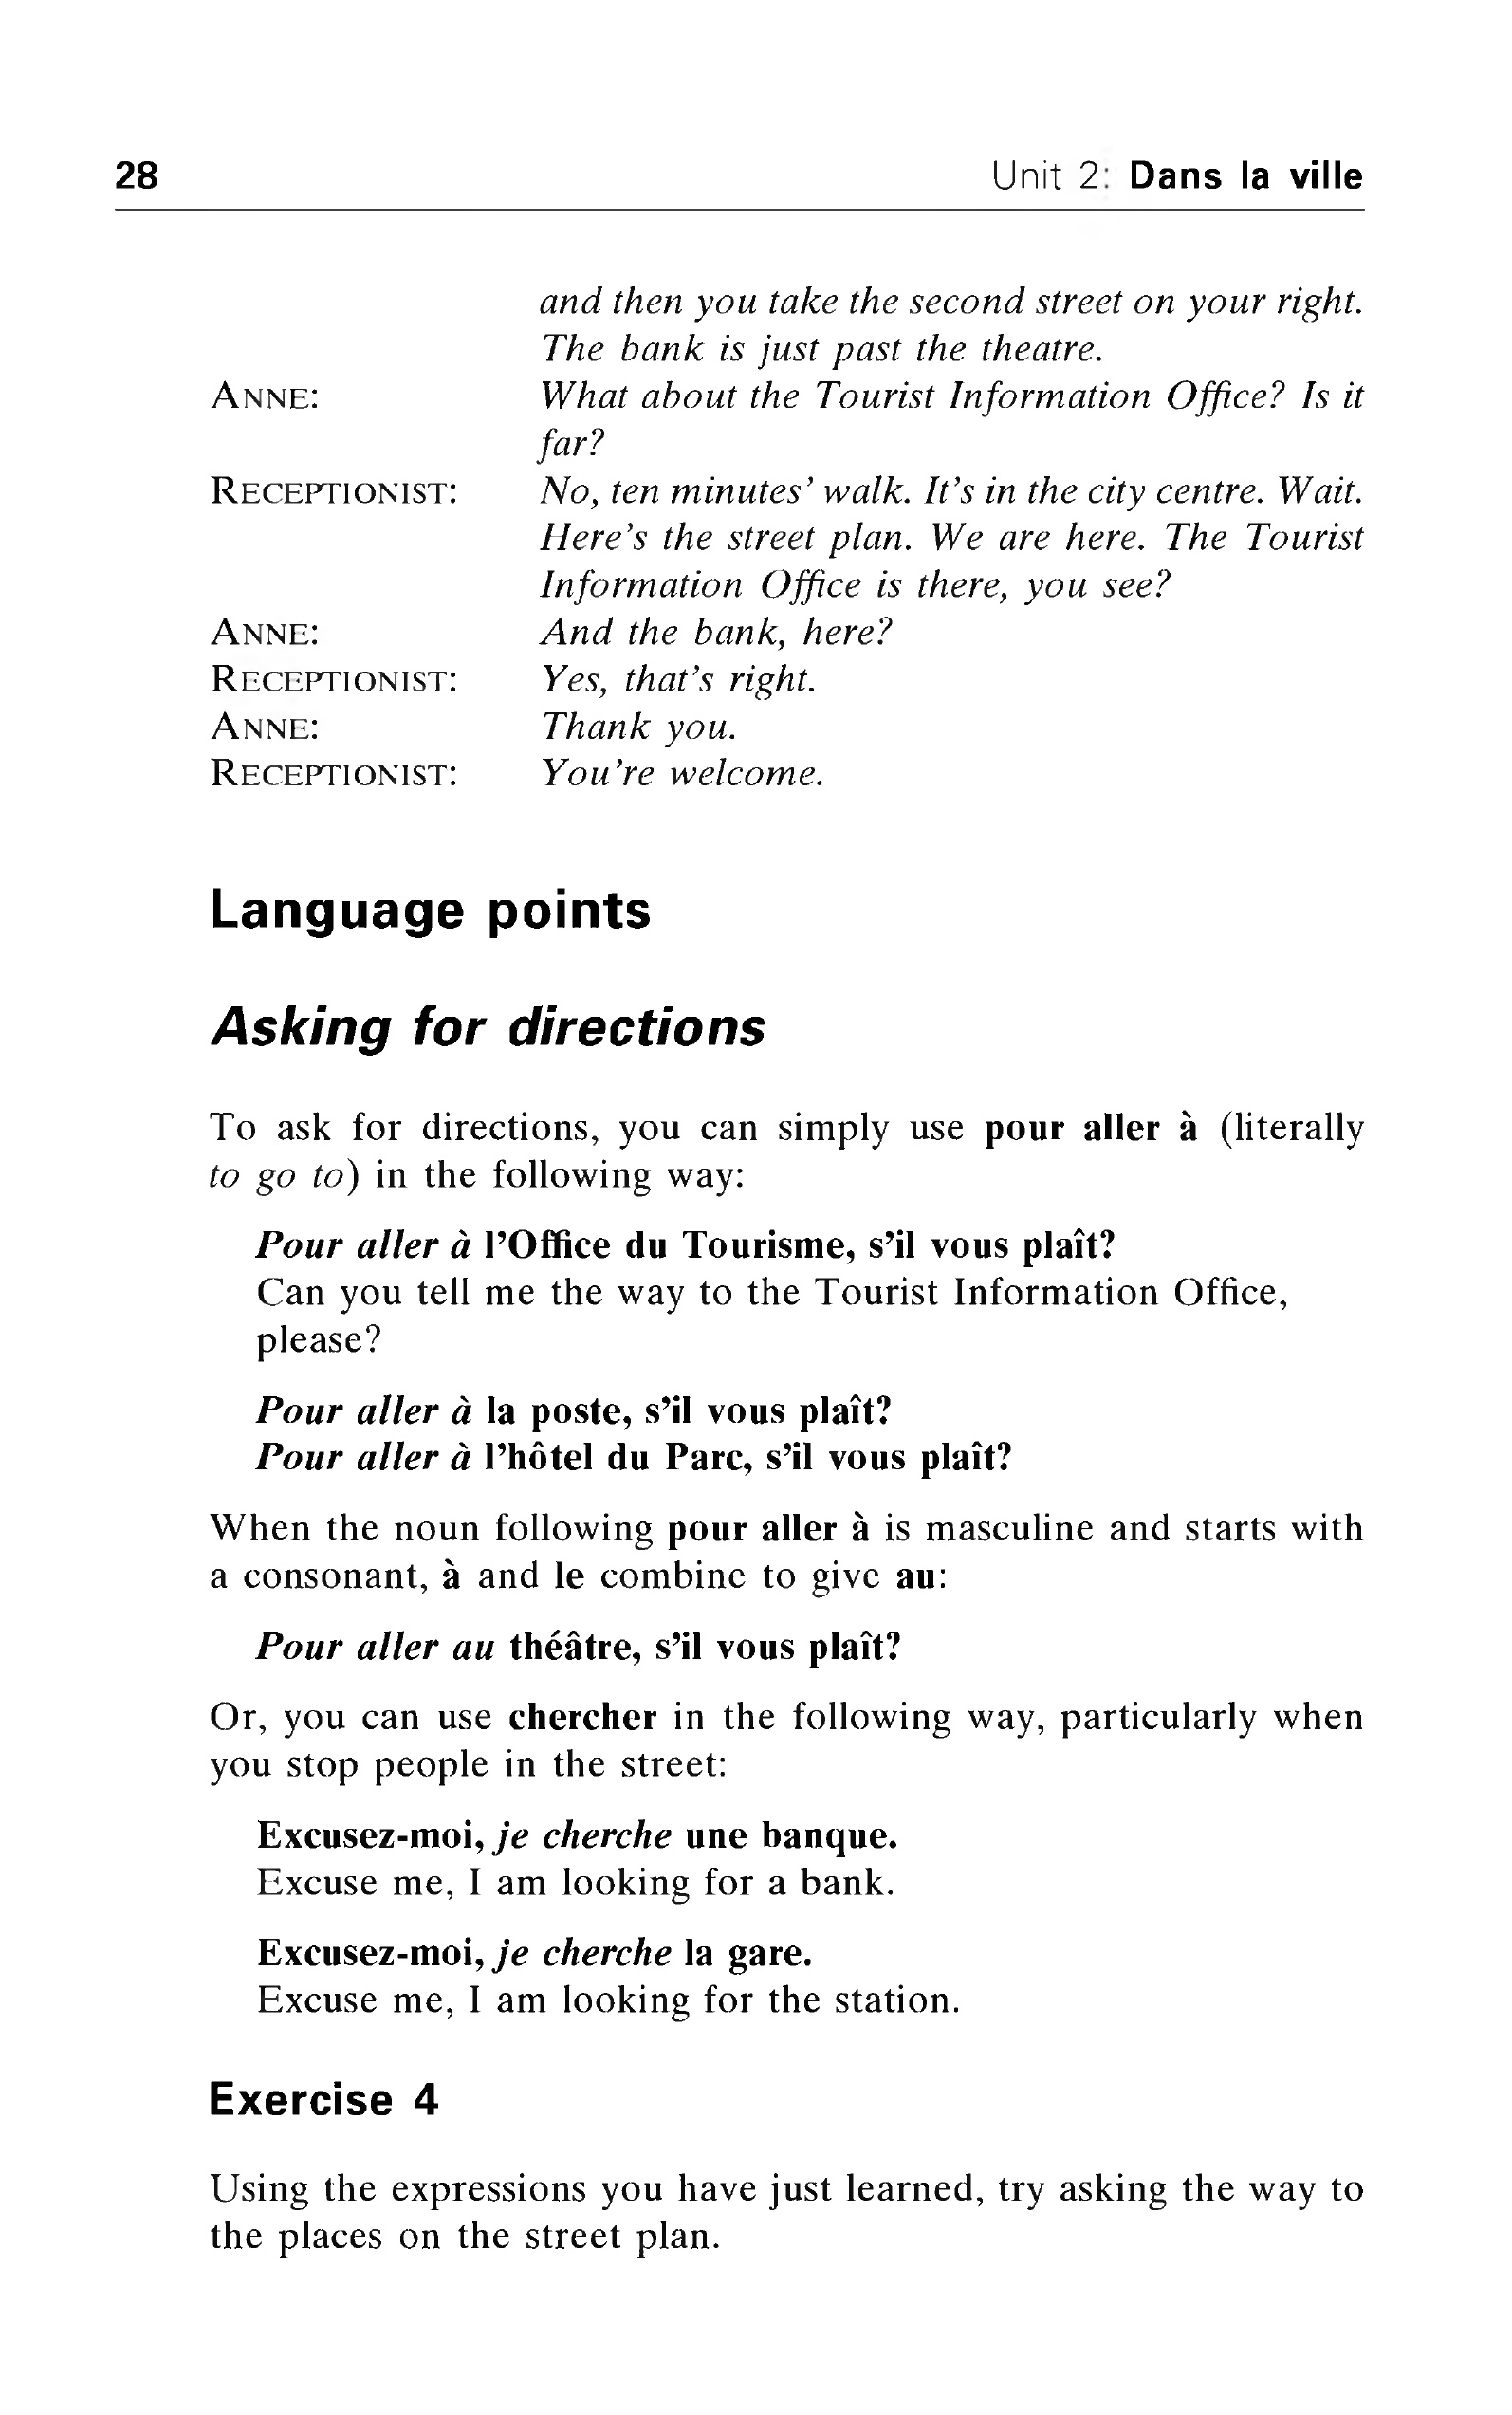 28 Unit 2: Dans la ville
and then you take the second street on your right.
The bank is just past the theatre.
ANNE: What about the Tourist Information Office? Is it
far?
RECEPTIONIST: No, ten minutes' walk. It's in the city centre. Wait.
Here's the street plan. We are here. The Tourist
Information Office is there, you see?
ANNE: And the bank, here?
RECEPTIONIST: Yes, that's right.
ANNE: Thank you.
RECEPTIONIST: You're welcome.
Language points
Asking for directions
To ask for directions, you can simply use pour aller à (literally
to go to) in the following way:
Pour aller à l'Office du Tourisme, s'il vous plaît?
Can you tell me the way to the Tourist Information Office,
please?
Pour aller à la poste, s'il vous plaît?
Pour aller à l'hôtel du Parc, s'il vous plaît?
When the noun following pour aller à is masculine and starts with
a consonant, à and le combine to give au:
Pour aller au théâtre, s'il vous plaît?
Or, you can use chercher in the following way, particularly when
you stop people in the street:
Excusez-moi, je cherche une banque.
Excuse me, I am looking for a bank.
Excusez-moi, je cherche la gare.
Excuse me, I am looking for the station.
Exercise 4
Using the expressions you have just learned, try asking the way to
the places on the street plan.